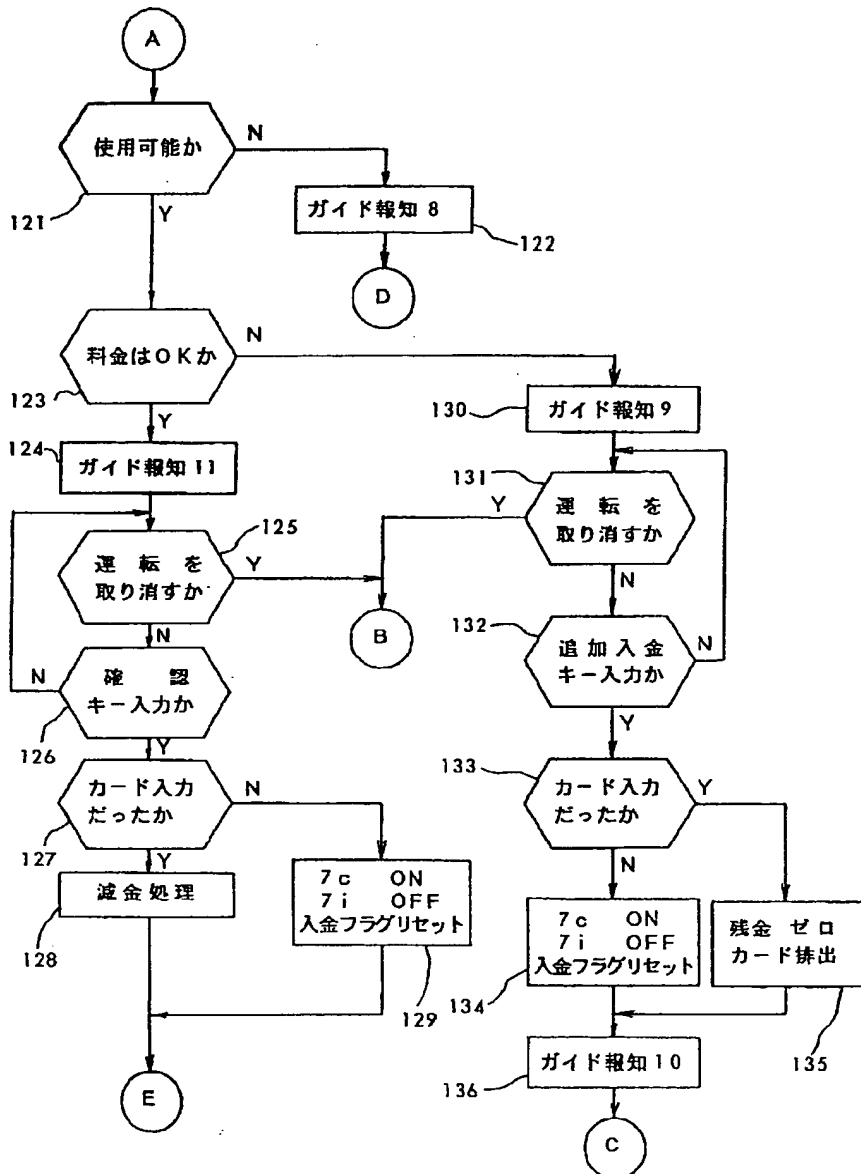 A
使用可能か
N
Y
121
ガイド報知8
122
D
料金はOKか
N
123
Y
130
ガイド報知9
124
ガイド報知11
131
125
Y
運転を
取り消すか
運転を
取り消すか
Y
N
N
B
132
追加入金
キー入力か
N
N
確認
キー入力か
126
Y
Y
133
カード入力
だったか
N
カード入力
だったか
Y
127
Y
N
128
減金処理
7c ON
7i OFF
入金フラグリセット
129
7c ON
7i OFF
入金フラグリセット
134
残金 ゼロ
カード排出
135
ガイド報知10
136
E
C